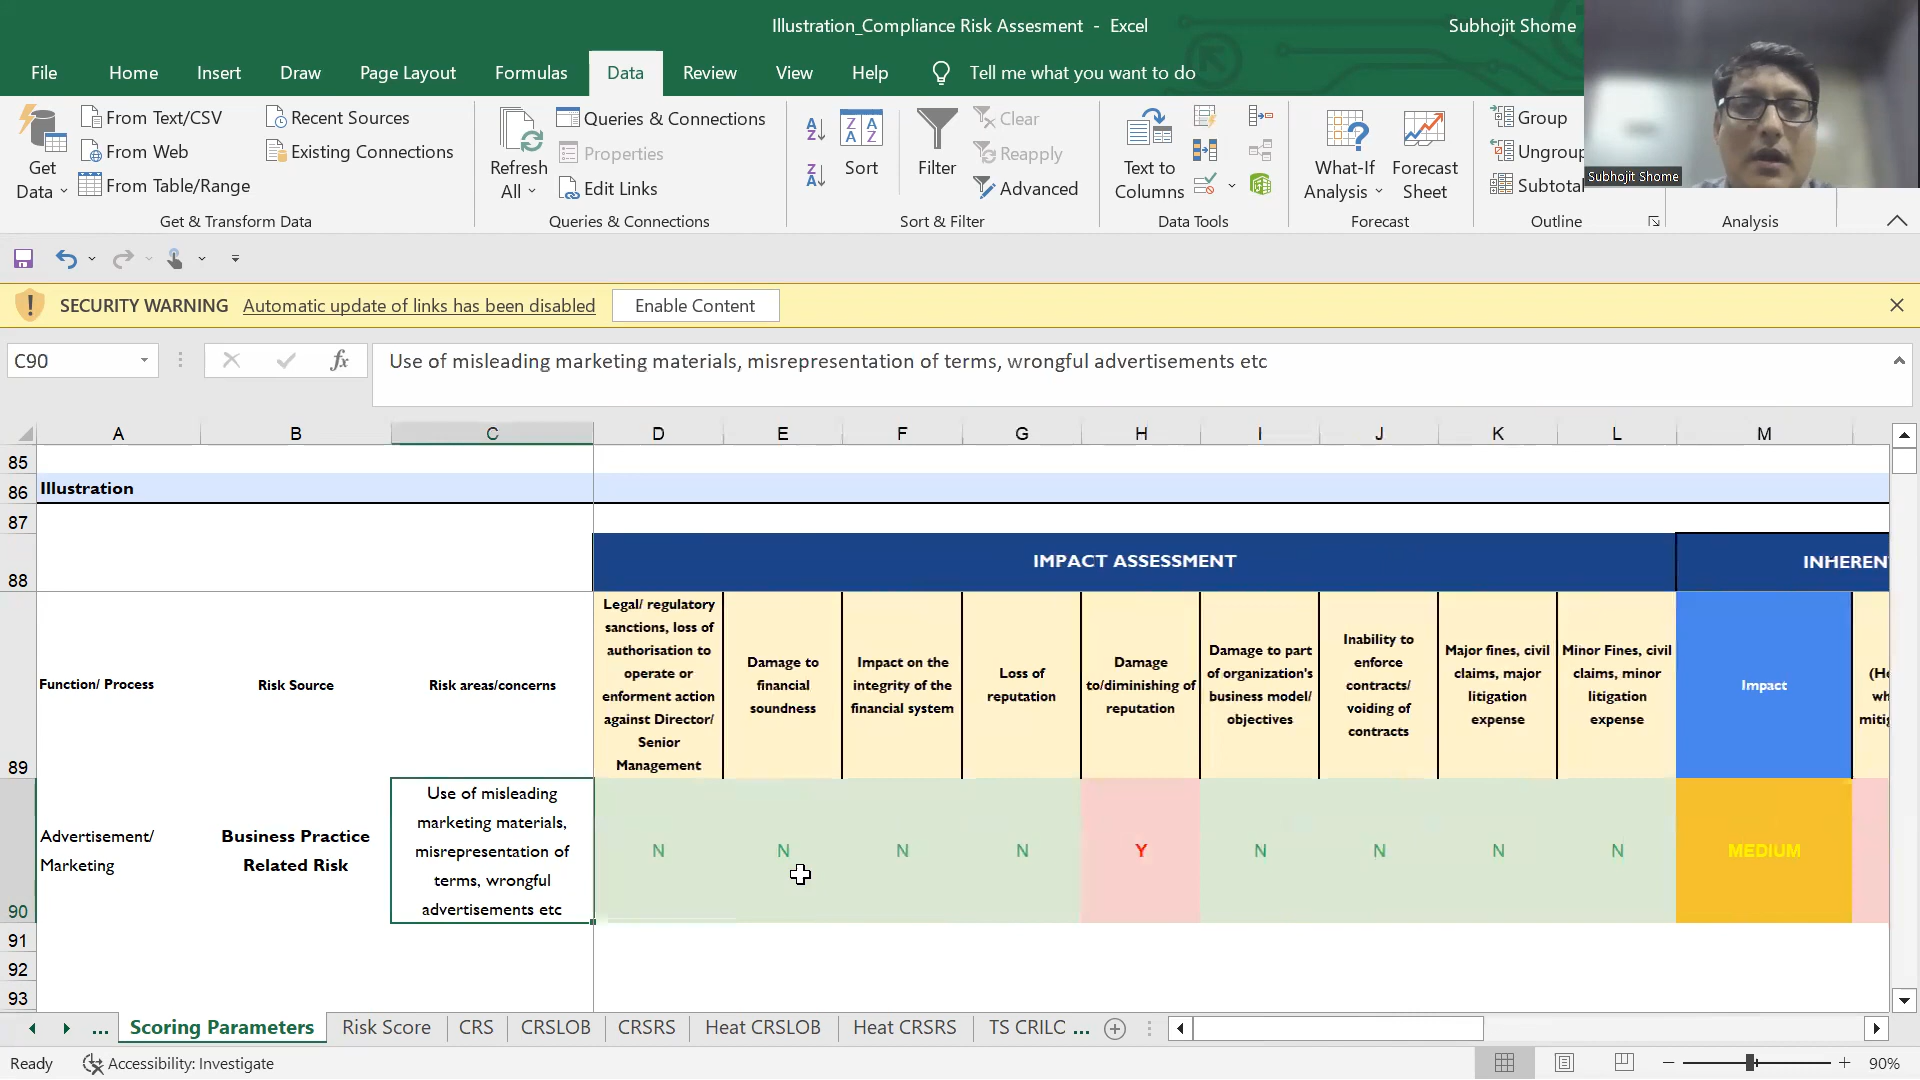 Illustration_Compliance Risk Assesment - Excel
Subhojit Shome
File Home Insert Draw Page Layout Formulas Data Review View Help Tell me what you want to do
Get Data
From Text/CSV
From Web
From Table/Range
Recent Sources
Existing Connections
Get & Transform Data
Refresh All
Queries & Connections
Properties
Edit Links
Queries & Connections
Sort
Filter
Clear
Reapply
Advanced
Sort & Filter
Text to Columns
Data Tools
What-If Analysis
Forecast Sheet
Forecast
Group
Ungroup
Subtotal
Outline
Analysis
Subhojit Shome
SECURITY WARNING Automatic update of links has been disabled Enable Content
C90 fx Use of misleading marketing materials, misrepresentation of terms, wrongful advertisements etc
A B C D E F G H I J K L M
85
86 Illustration
87
88 IMPACT ASSESSMENT INHEREN
89
Function/ Process
Risk Source
Risk areas/concerns
Legal/ regulatory
sanctions, loss of
authorisation to
operate or
enforment action
against Director/
Senior
Management
Damage to
financial
soundness
Impact on the
integrity of the
financial system
Loss of
reputation
Damage
to/diminishing of
reputation
Damage to part
of organization's
business model/
objectives
Inability to
enforce
contracts/
voiding of
contracts
Major fines, civil
claims, major
litigation
expense
Minor Fines, civil
claims, minor
litigation
expense
Impact
(Ho
wh
mitig
90
Advertisement/
Marketing
Business Practice
Related Risk
Use of misleading
marketing materials,
misrepresentation of
terms, wrongful
advertisements etc
N N N N Y N N N N MEDIUM
91
92
93
... Scoring Parameters Risk Score CRS CRSLOB CRSRS Heat CRSLOB Heat CRSRS TS CRILC ...
Ready Accessibility: Investigate 90%